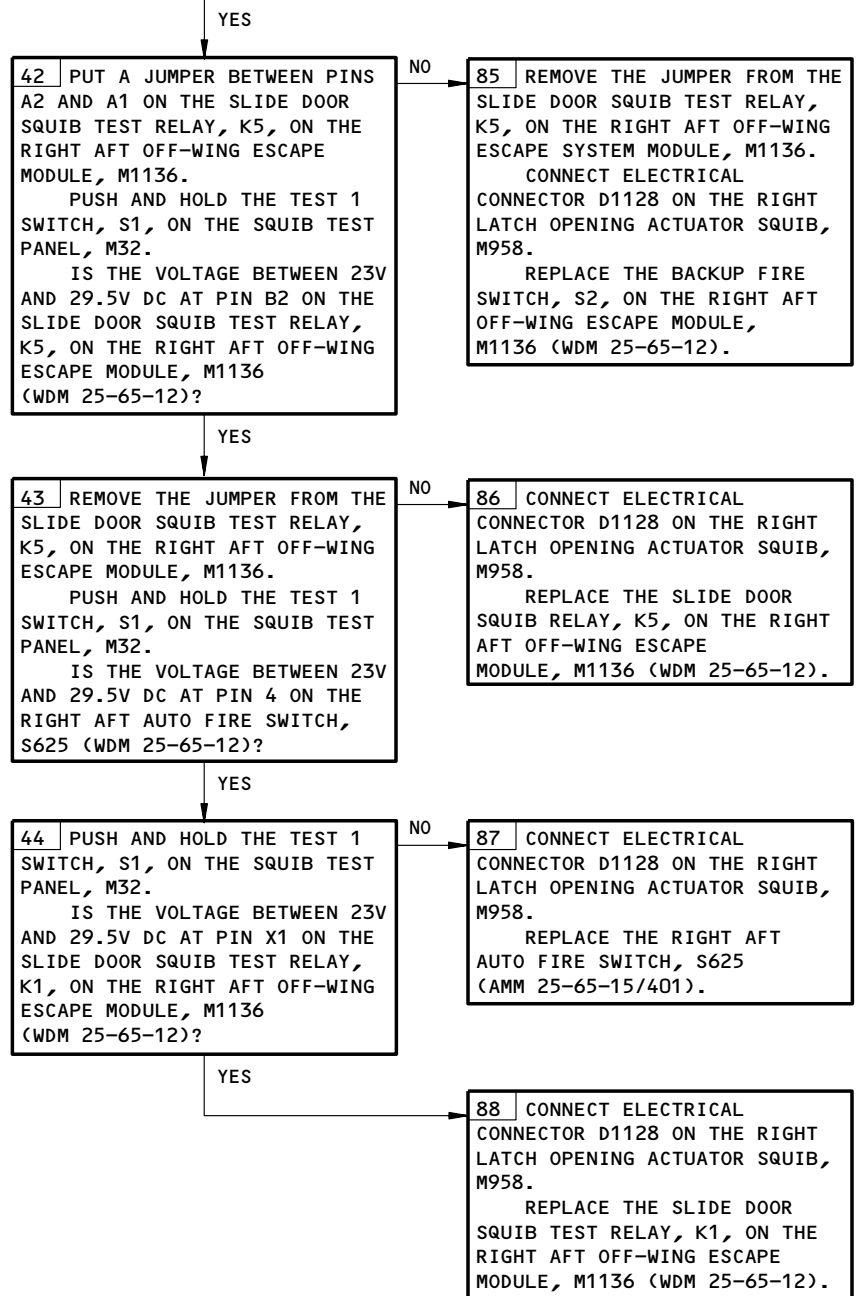 YES
42 PUT A JUMPER BETWEEN PINS
A2 AND A1 ON THE SLIDE DOOR
SQUIB TEST RELAY, K5, ON THE
RIGHT AFT OFF-WING ESCAPE
MODULE, M1136.
PUSH AND HOLD THE TEST 1
SWITCH, S1, ON THE SQUIB TEST
PANEL, M32.
IS THE VOLTAGE BETWEEN 23V
AND 29.5V DC AT PIN B2 ON THE
SLIDE DOOR SQUIB TEST RELAY,
K5, ON THE RIGHT AFT OFF-WING
ESCAPE MODULE, M1136
(WDM 25-65-12)?
NO
85 REMOVE THE JUMPER FROM THE
SLIDE DOOR SQUIB TEST RELAY,
K5, ON THE RIGHT AFT OFF-WING
ESCAPE SYSTEM MODULE, M1136.
CONNECT ELECTRICAL
CONNECTOR D1128 ON THE RIGHT
LATCH OPENING ACTUATOR SQUIB,
M958.
REPLACE THE BACKUP FIRE
SWITCH, S2, ON THE RIGHT AFT
OFF-WING ESCAPE MODULE,
M1136 (WDM 25-65-12).
YES
43 REMOVE THE JUMPER FROM THE
SLIDE DOOR SQUIB TEST RELAY,
K5, ON THE RIGHT AFT OFF-WING
ESCAPE MODULE, M1136.
PUSH AND HOLD THE TEST 1
SWITCH, S1, ON THE SQUIB TEST
PANEL, M32.
IS THE VOLTAGE BETWEEN 23V
AND 29.5V DC AT PIN 4 ON THE
RIGHT AFT AUTO FIRE SWITCH,
S625 (WDM 25-65-12)?
NO
86 CONNECT ELECTRICAL
CONNECTOR D1128 ON THE RIGHT
LATCH OPENING ACTUATOR SQUIB,
M958.
REPLACE THE SLIDE DOOR
SQUIB RELAY, K5, ON THE RIGHT
AFT OFF-WING ESCAPE
MODULE, M1136 (WDM 25-65-12).
YES
44 PUSH AND HOLD THE TEST 1
SWITCH, S1, ON THE SQUIB TEST
PANEL, M32.
IS THE VOLTAGE BETWEEN 23V
AND 29.5V DC AT PIN X1 ON THE
SLIDE DOOR SQUIB TEST RELAY,
K1, ON THE RIGHT AFT OFF-WING
ESCAPE MODULE, M1136
(WDM 25-65-12)?
NO
87 CONNECT ELECTRICAL
CONNECTOR D1128 ON THE RIGHT
LATCH OPENING ACTUATOR SQUIB,
M958.
REPLACE THE RIGHT AFT
AUTO FIRE SWITCH, S625
(AMM 25-65-15/401).
YES
88 CONNECT ELECTRICAL
CONNECTOR D1128 ON THE RIGHT
LATCH OPENING ACTUATOR SQUIB,
M958.
REPLACE THE SLIDE DOOR
SQUIB TEST RELAY, K1, ON THE
RIGHT AFT OFF-WING ESCAPE
MODULE, M1136 (WDM 25-65-12).